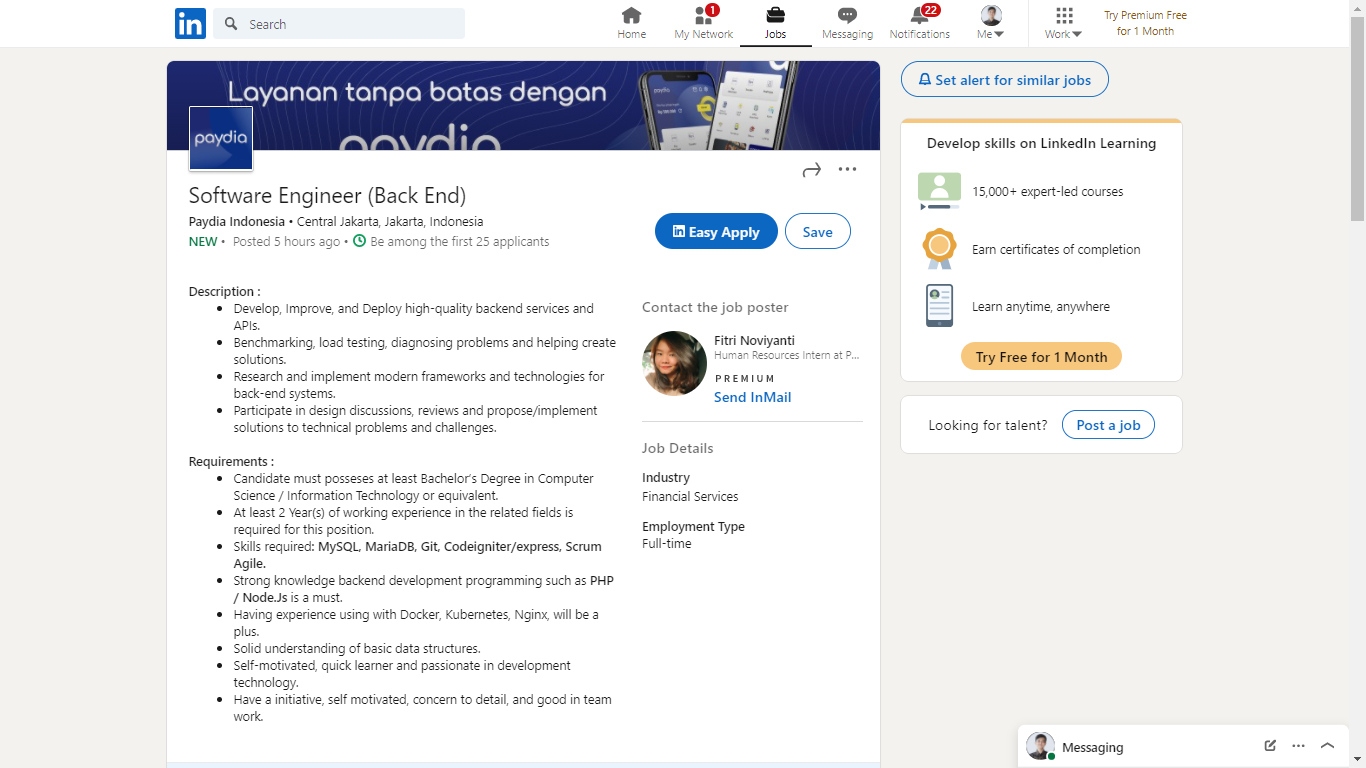 in
Search
1
22
Home
My Network
Jobs
Messaging
Notifications
Me
Work
Try Premium Free
for 1 Month
Layanan tanpa batas dengan
paydia
paydia
Software Engineer (Back End)
Paydia Indonesia • Central Jakarta, Jakarta, Indonesia
NEW • Posted 5 hours ago • Be among the first 25 applicants
in Easy Apply
Save
Description :
• Develop, Improve, and Deploy high-quality backend services and
APIs.
• Benchmarking, load testing, diagnosing problems and helping create
solutions.
• Research and implement modern frameworks and technologies for
back-end systems.
• Participate in design discussions, reviews and propose/implement
solutions to technical problems and challenges.
Requirements :
• Candidate must posseses at least Bachelor's Degree in Computer
Science / Information Technology or equivalent.
• At least 2 Year(s) of working experience in the related fields is
required for this position.
• Skills required: MySQL, MariaDB, Git, Codeigniter/express, Scrum
Agile.
• Strong knowledge backend development programming such as PHP
/ Node.Js is a must.
• Having experience using with Docker, Kubernetes, Nginx, will be a
plus.
• Solid understanding of basic data structures.
• Self-motivated, quick learner and passionate in development
technology.
• Have a initiative, self motivated, concern to detail, and good in team
work.
Contact the job poster
Fitri Noviyanti
Human Resources Intern at P...
PREMIUM
Send InMail
Job Details
Industry
Financial Services
Employment Type
Full-time
Set alert for similar jobs
Develop skills on LinkedIn Learning
15,000+ expert-led courses
Earn certificates of completion
Learn anytime, anywhere
Try Free for 1 Month
Looking for talent?
Post a job
Messaging